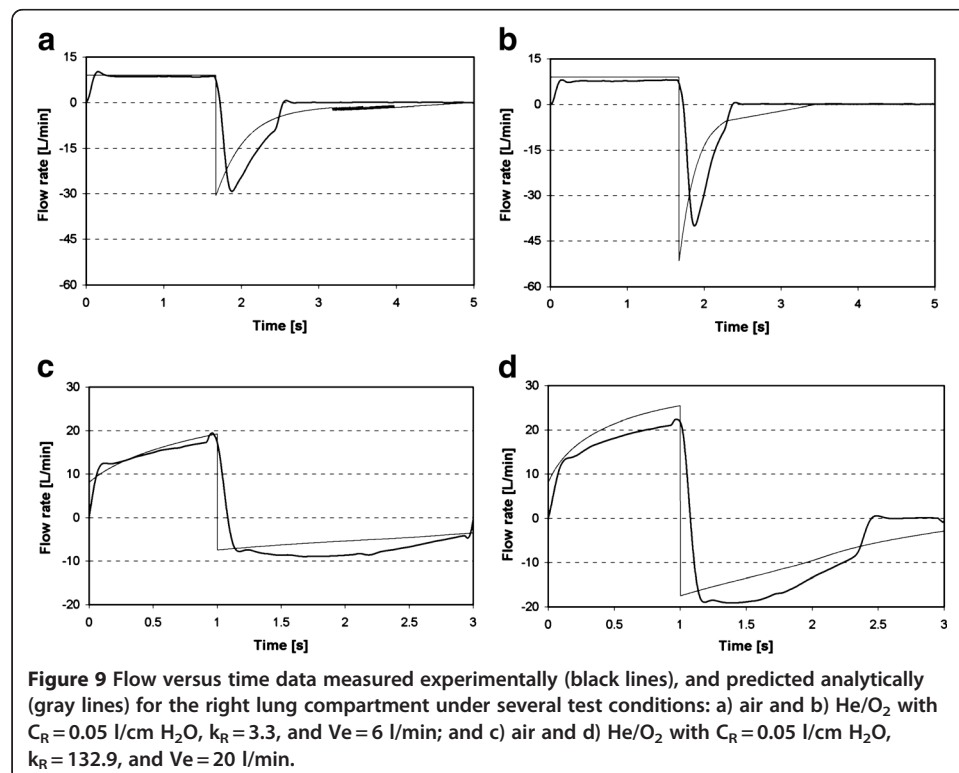 a
b
15
0
-15
-30
-45
-60
Flow rate [L/min]
0 1 2 3 4 5
Time [s]
15
0
-15
-30
-45
-60
Flow rate [L/min]
0 1 2 3 4 5
Time [s]
c
d
30
20
10
0
-10
-20
Flow rate [L/min]
0 0.5 1 1.5 2 2.5 3
Time [s]
30
20
10
0
-10
-20
Flow rate [L/min]
0 0.5 1 1.5 2 2.5 3
Time [s]
Figure 9 Flow versus time data measured experimentally (black lines), and predicted analytically
(gray lines) for the right lung compartment under several test conditions: a) air and b) He/O₂ with
C_R = 0.05 l/cm H₂O, k_R = 3.3, and Ve = 6 l/min; and c) air and d) He/O₂ with C_R = 0.05 l/cm H₂O,
k_R = 132.9, and Ve = 20 l/min.